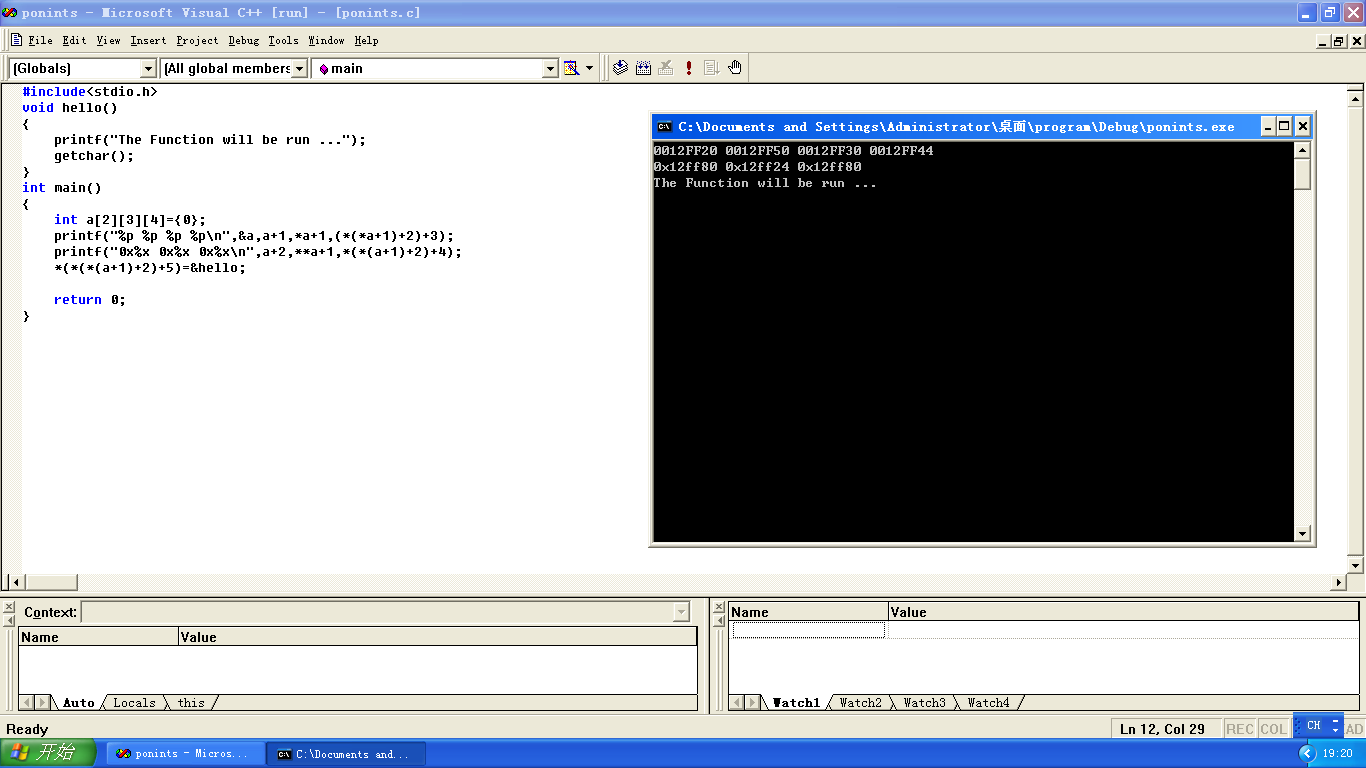 ponints - Microsoft Visual C++ [run] - [ponints.c]
File Edit View Insert Project Debug Tools Window Help
(Globals) (All global members main
#include<stdio.h>
void hello()
{
printf("The Function will be run ...");
getchar();
}
int main()
{
int a[2][3][4]={0};
printf("%p %p %p %p\n",&a,a+1,*a+1,(*(*a+1)+2)+3);
printf("0x%x 0x%x 0x%x\n",a+2,**a+1,*(*(a+1)+2)+4);
*(*(*(a+1)+2)+5)=&hello;
return 0;
}
C:\Documents and Settings\Administrator\桌面\program\Debug\ponints.exe
0012FF20 0012FF50 0012FF30 0012FF44
0x12ff80 0x12ff24 0x12ff80
The Function will be run ...
Context:
Name Value
Auto Locals this
Name Value
Watch1 Watch2 Watch3 Watch4
Ready
Ln 12, Col 29 REC COL CH AD
开始 ponints - Micros... C:\Documents and... 19:20